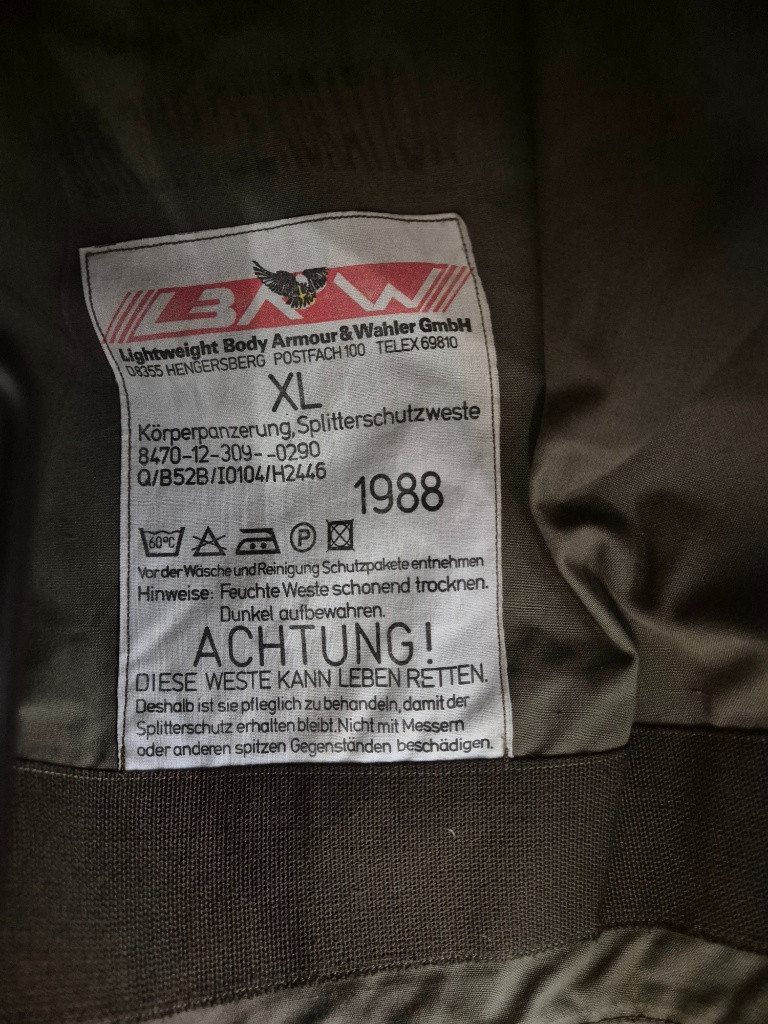 LBA W
Lightweight Body Armour & Wahler GmbH
D8355 HENGERSBERG POSTFACH 100 TELEX 69810
XL
Körperpanzerung, Splitterschutzweste
8470-12-309--0290
Q/B52B/I0104/H2446
1988
60°C P
Vor der Wäsche und Reinigung Schutzpakete entnehmen
Hinweise: Feuchte Weste schonend trocknen.
Dunkel aufbewahren.
ACHTUNG!
DIESE WESTE KANN LEBEN RETTEN.
Deshalb ist sie pfleglich zu behandeln, damit der
Splitterschutz erhalten bleibt. Nicht mit Messern
oder anderen spitzen Gegenständen beschädigen.